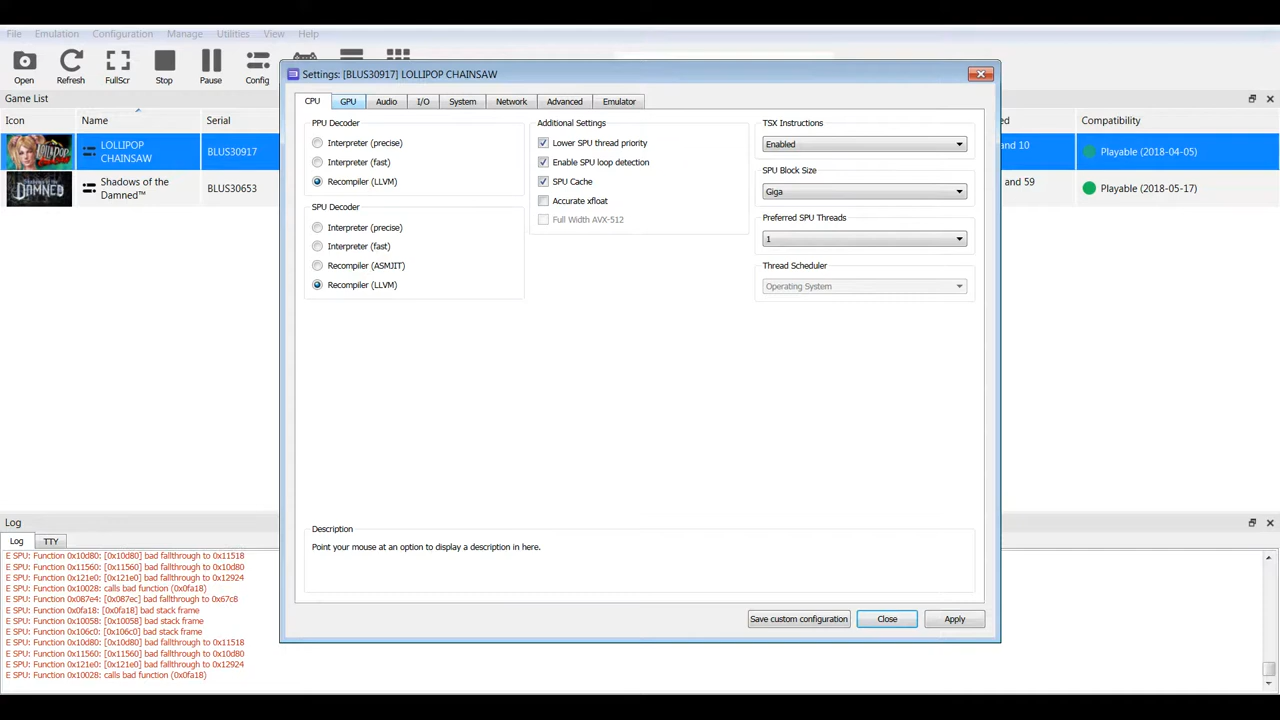 File Emulation Configuration Manage Utilities View Help
Settings: [BLUS30917] LOLLIPOP CHAINSAW
Open Refresh FullScr Stop Pause Config
Game List
Icon Name Serial Compatibility
LOLLIPOP
CHAINSAW
BLUS30917
and 10
Playable (2018-04-05)
Shadows of the
Damned™
BLUS30653
and 59
Playable (2018-05-17)
CPU GPU Audio I/O System Network Advanced Emulator
PPU Decoder
Interpreter (precise)
Interpreter (fast)
Recompiler (LLVM)
SPU Decoder
Interpreter (precise)
Interpreter (fast)
Recompiler (ASMJIT)
Recompiler (LLVM)
Additional Settings
Lower SPU thread priority
Enable SPU loop detection
SPU Cache
Accurate xfloat
Full Width AVX-512
TSX Instructions
Enabled
SPU Block Size
Giga
Preferred SPU Threads
1
Thread Scheduler
Operating System
Description
Point your mouse at an option to display a description in here.
Save custom configuration Close Apply
Log
Log TTY
E SPU: Function 0x10d80: [0x10d80] bad fallthrough to 0x11518
E SPU: Function 0x11560: [0x11560] bad fallthrough to 0x10d80
E SPU: Function 0x121e0: [0x121e0] bad fallthrough to 0x12924
E SPU: Function 0x10028: calls bad function (0x0fa18)
E SPU: Function 0x087e4: [0x087ec] bad fallthrough to 0x67c8
E SPU: Function 0x0fa18: [0x0fa18] bad stack frame
E SPU: Function 0x10058: [0x10058] bad stack frame
E SPU: Function 0x106c0: [0x106c0] bad stack frame
E SPU: Function 0x10d80: [0x10d80] bad fallthrough to 0x11518
E SPU: Function 0x11560: [0x11560] bad fallthrough to 0x10d80
E SPU: Function 0x121e0: [0x121e0] bad fallthrough to 0x12924
E SPU: Function 0x10028: calls bad function (0x0fa18)